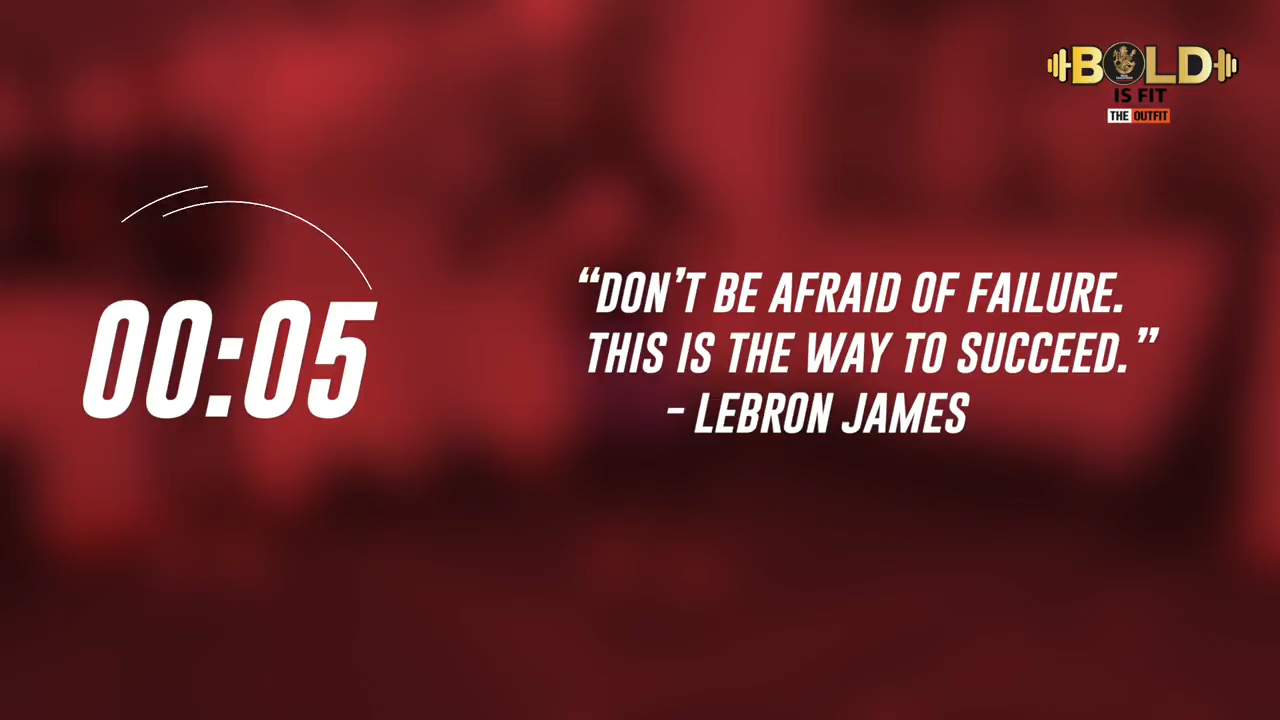 BOLD
IS FIT
THE OUTFIT
00:05
“DON’T BE AFRAID OF FAILURE.
THIS IS THE WAY TO SUCCEED.”
- LEBRON JAMES